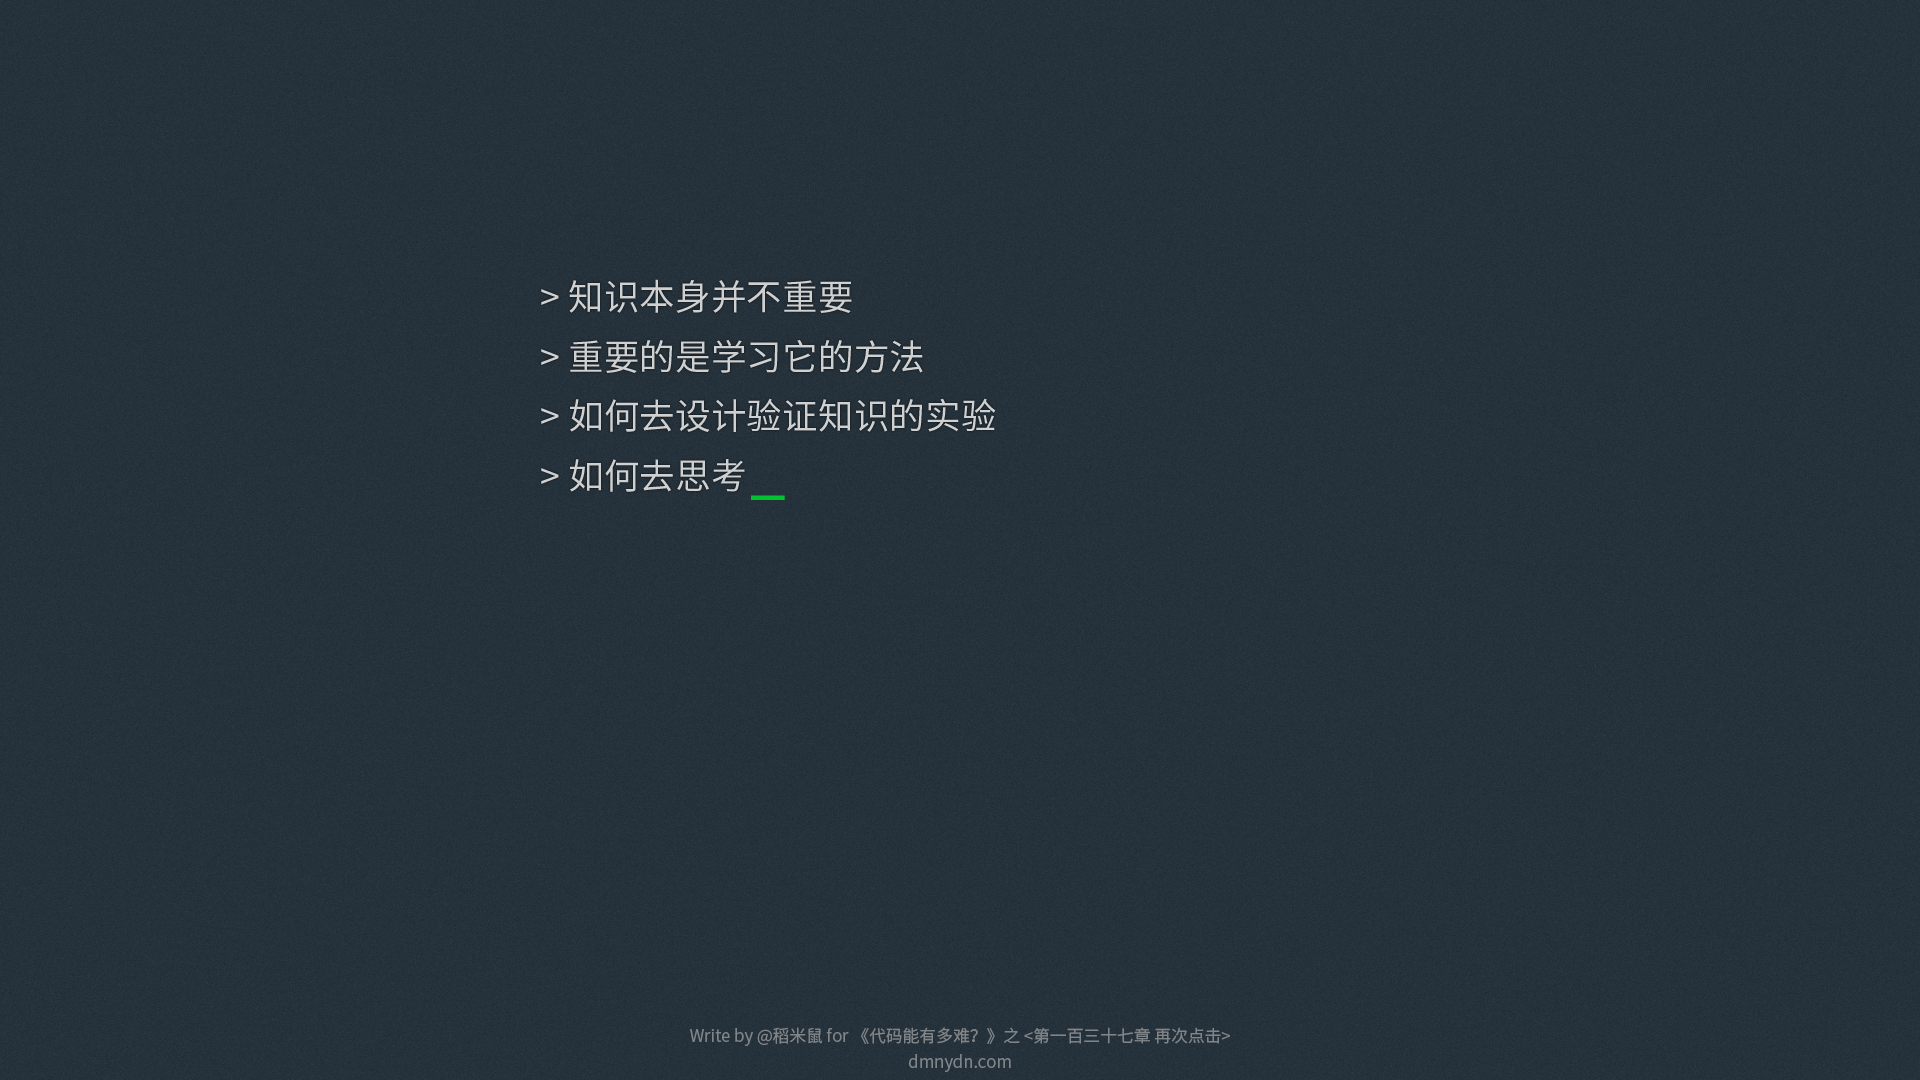 > 知识本身并不重要
> 重要的是学习它的方法
> 如何去设计验证知识的实验
> 如何去思考_
Write by @稻米鼠 for 《代码能有多难？》之 <第一百三十七章 再次点击>
dmnydn.com